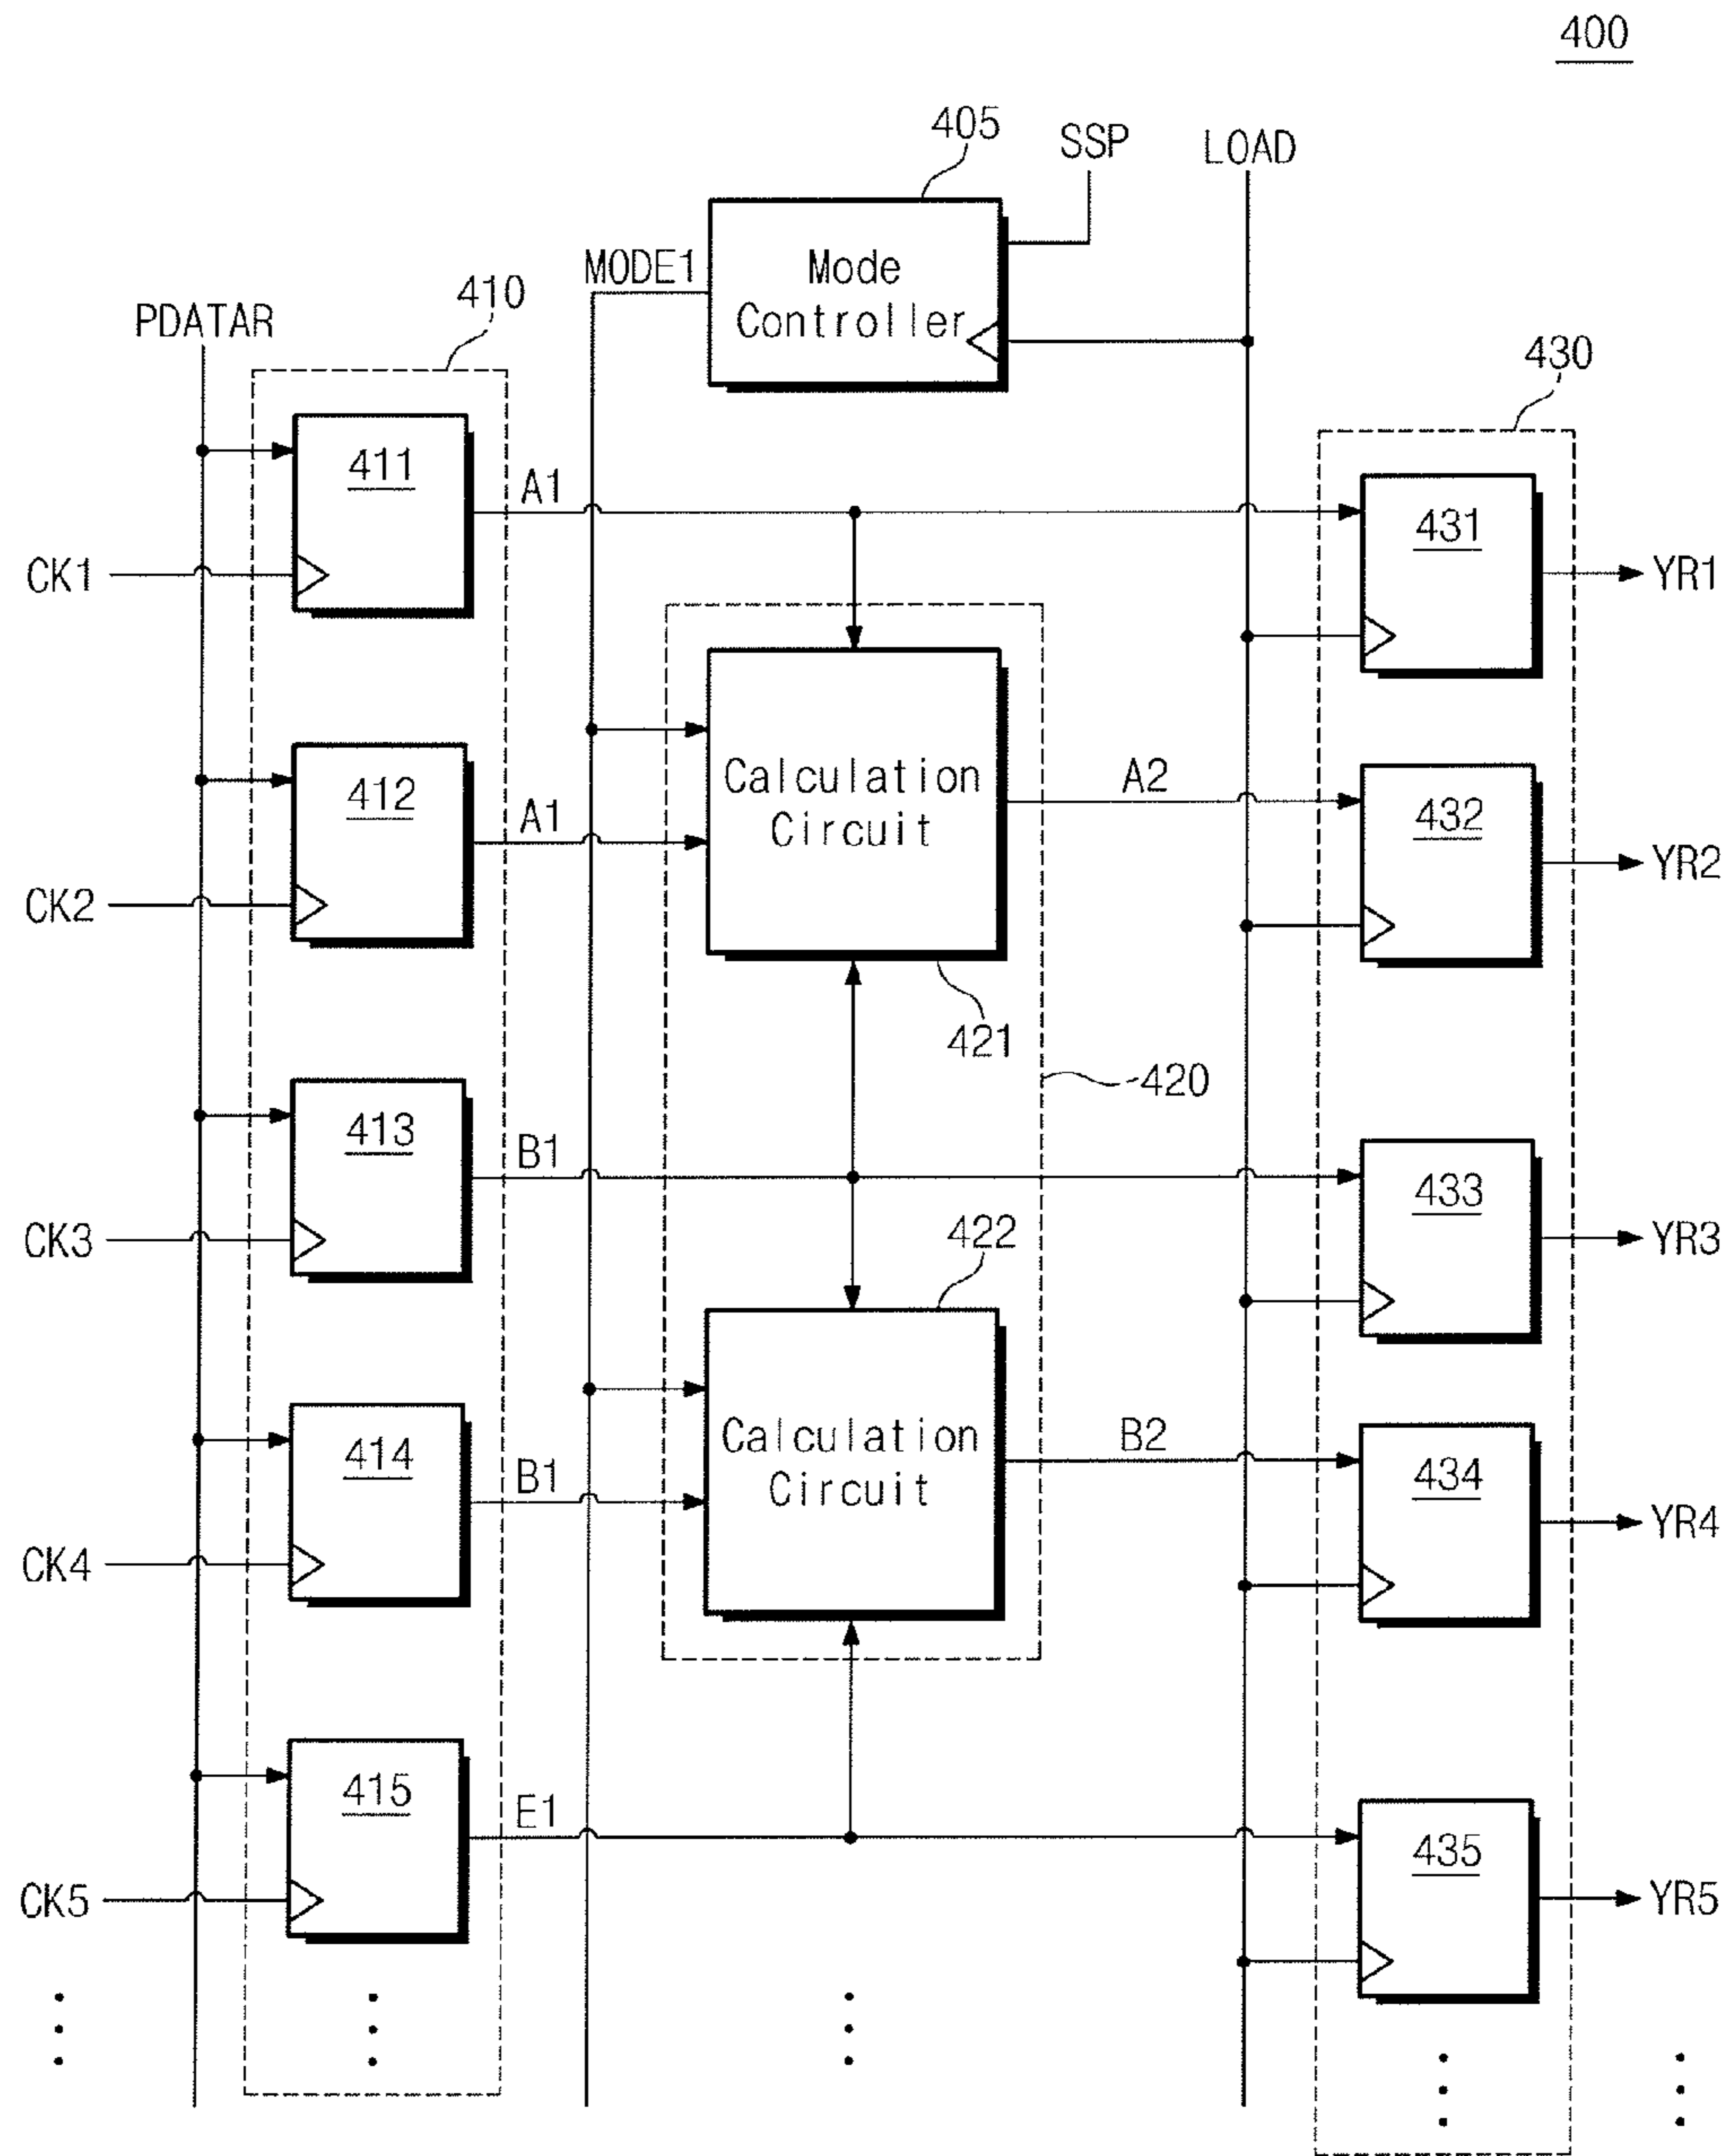 400
405
SSP
LOAD
MODE1
Mode
Controller
410
PDATAR
430
411
A1
431
CK1
YR1
412
Calculation
Circuit
A2
432
A1
CK2
YR2
421
420
413
B1
433
CK3
422
YR3
414
Calculation
Circuit
B2
434
B1
CK4
YR4
415
E1
435
CK5
YR5